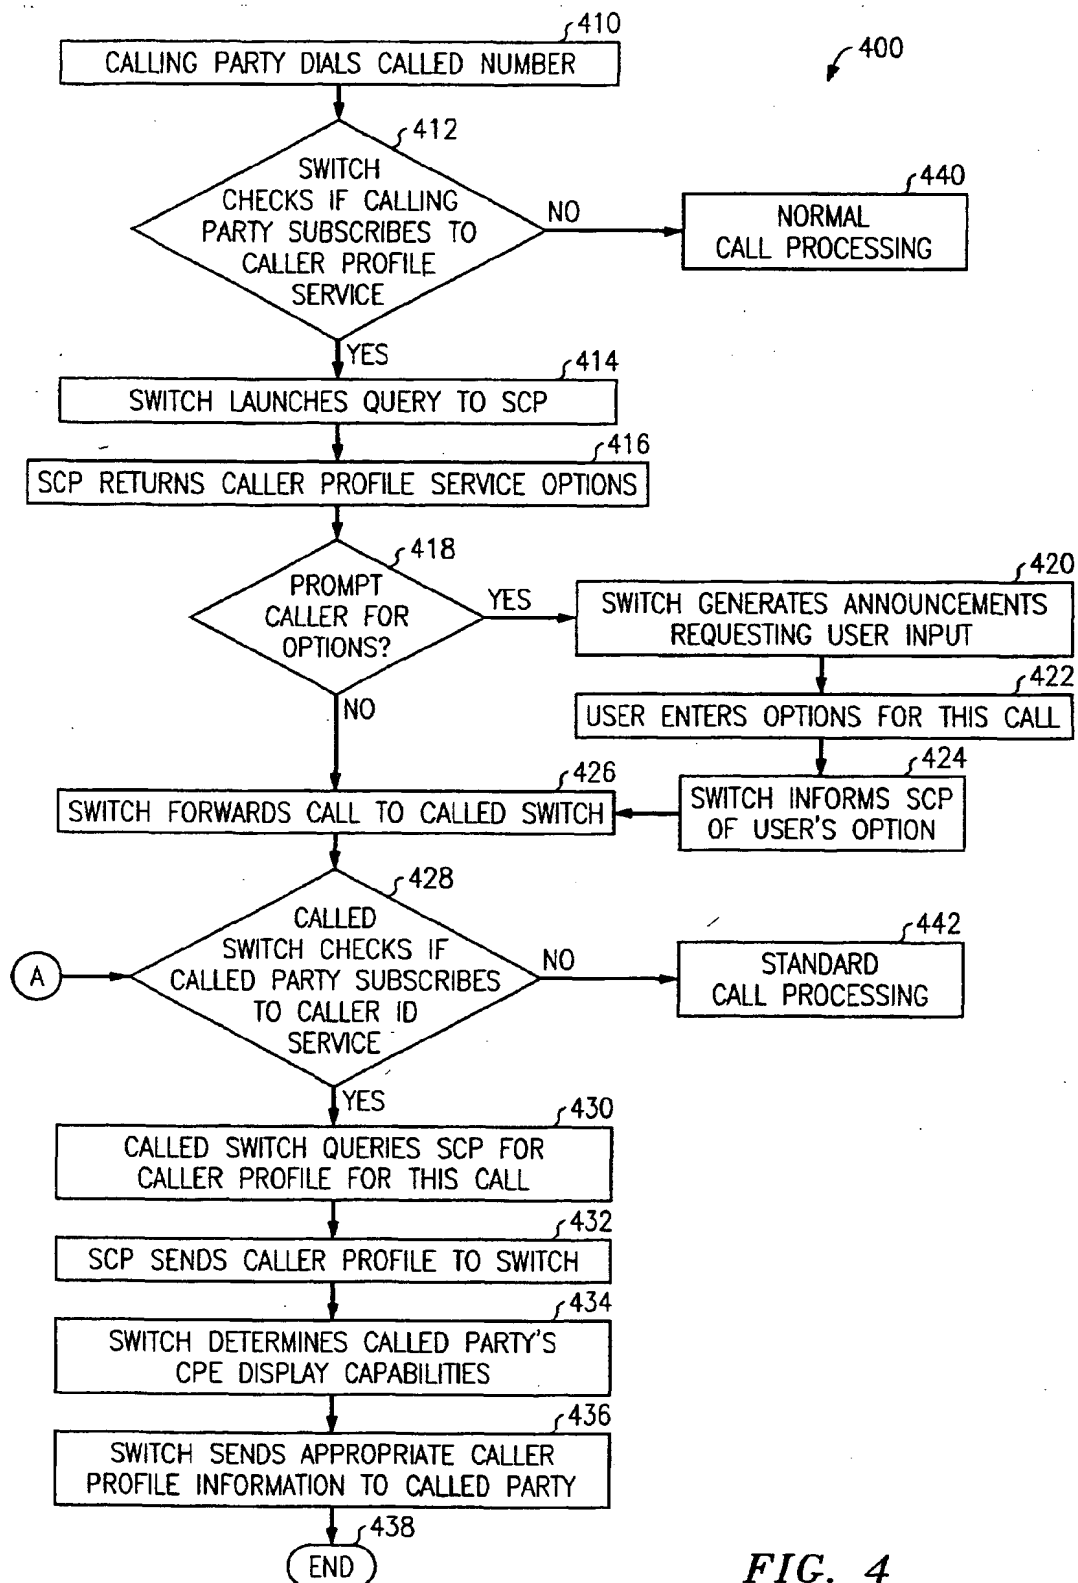 410
CALLING PARTY DIALS CALLED NUMBER
400
412
SWITCH
CHECKS IF CALLING
PARTY SUBSCRIBES TO
CALLER PROFILE
SERVICE
NO
440
NORMAL
CALL PROCESSING
YES
414
SWITCH LAUNCHES QUERY TO SCP
416
SCP RETURNS CALLER PROFILE SERVICE OPTIONS
418
PROMPT
CALLER FOR
OPTIONS?
YES
420
SWITCH GENERATES ANNOUNCEMENTS
REQUESTING USER INPUT
NO
422
USER ENTERS OPTIONS FOR THIS CALL
424
SWITCH INFORMS SCP
OF USER'S OPTION
426
SWITCH FORWARDS CALL TO CALLED SWITCH
428
CALLED
SWITCH CHECKS IF
CALLED PARTY SUBSCRIBES
TO CALLER ID
SERVICE
A
NO
442
STANDARD
CALL PROCESSING
YES
430
CALLED SWITCH QUERIES SCP FOR
CALLER PROFILE FOR THIS CALL
432
SCP SENDS CALLER PROFILE TO SWITCH
434
SWITCH DETERMINES CALLED PARTY'S
CPE DISPLAY CAPABILITIES
436
SWITCH SENDS APPROPRIATE CALLER
PROFILE INFORMATION TO CALLED PARTY
438
END
FIG. 4